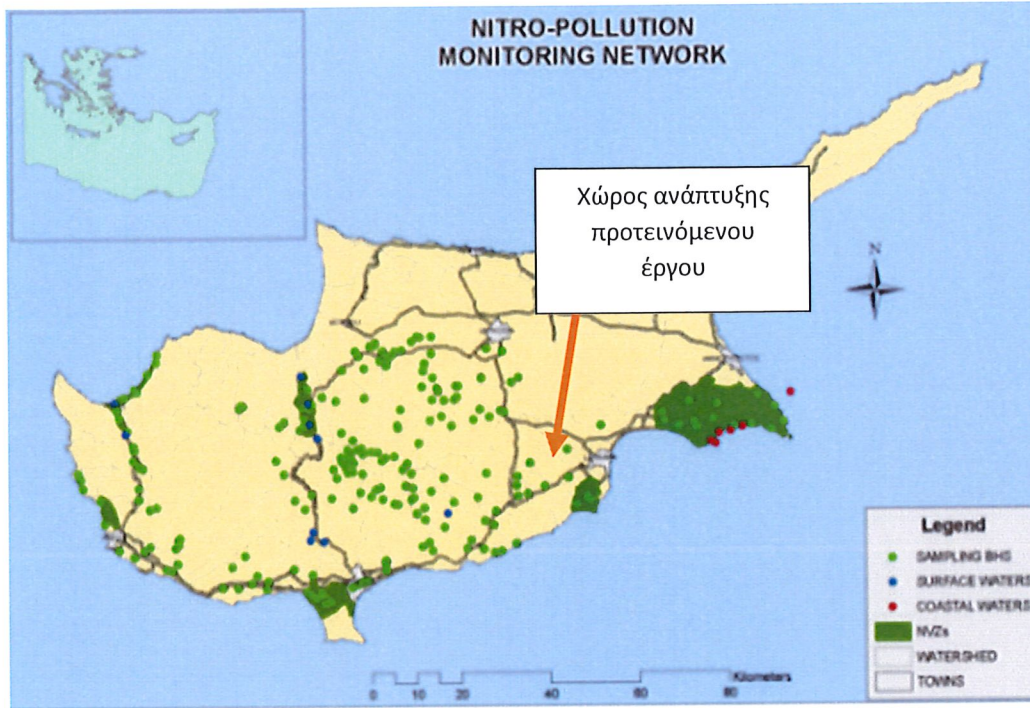 NITRO-POLLUTION
MONITORING NETWORK
Χώρος ανάπτυξης
προτεινόμενου
έργου
N
Legend
SAMPLING BHS
SURFACE WATERS
COASTAL WATERS
NVZs
WATERSHED
TOWNS
Kilometers
0 10 20 40 60 80